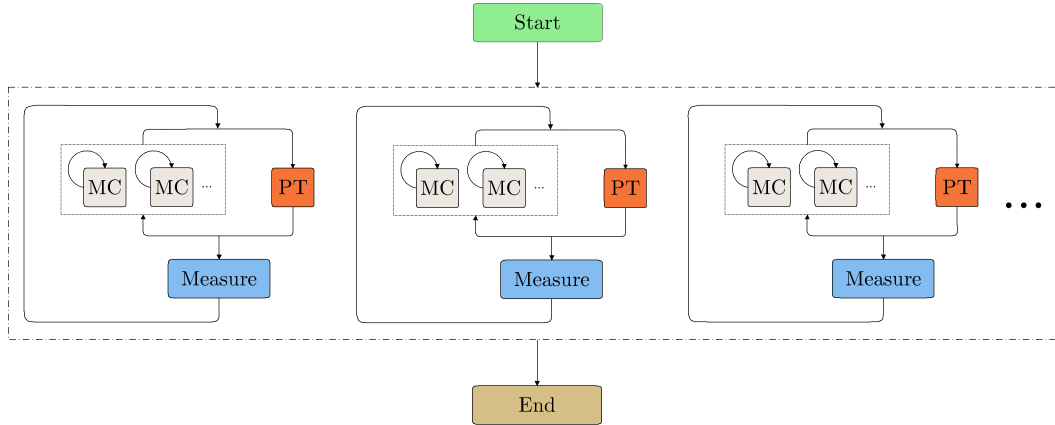 Start
MC MC ... PT
MC MC ... PT
MC MC ... PT
...
Measure
Measure
Measure
End